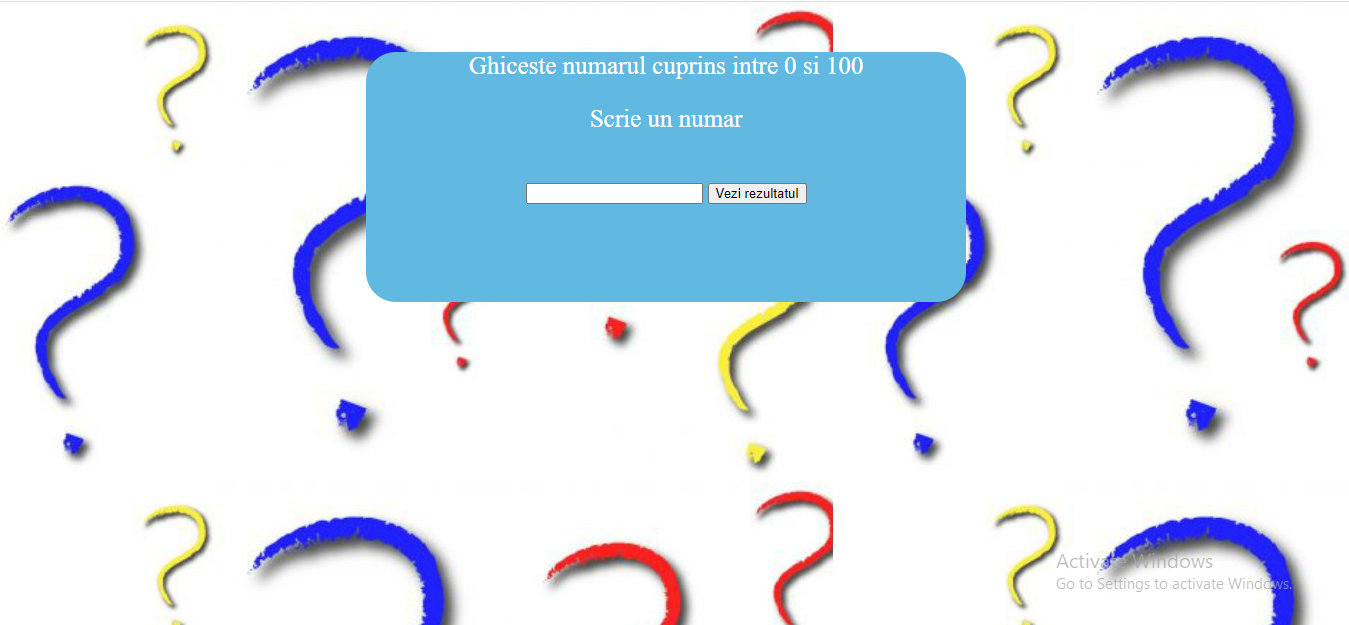 Ghiceste numarul cuprins intre 0 si 100
Scrie un numar
Vezi rezultatul
Activate Windows
Go to Settings to activate Windows.